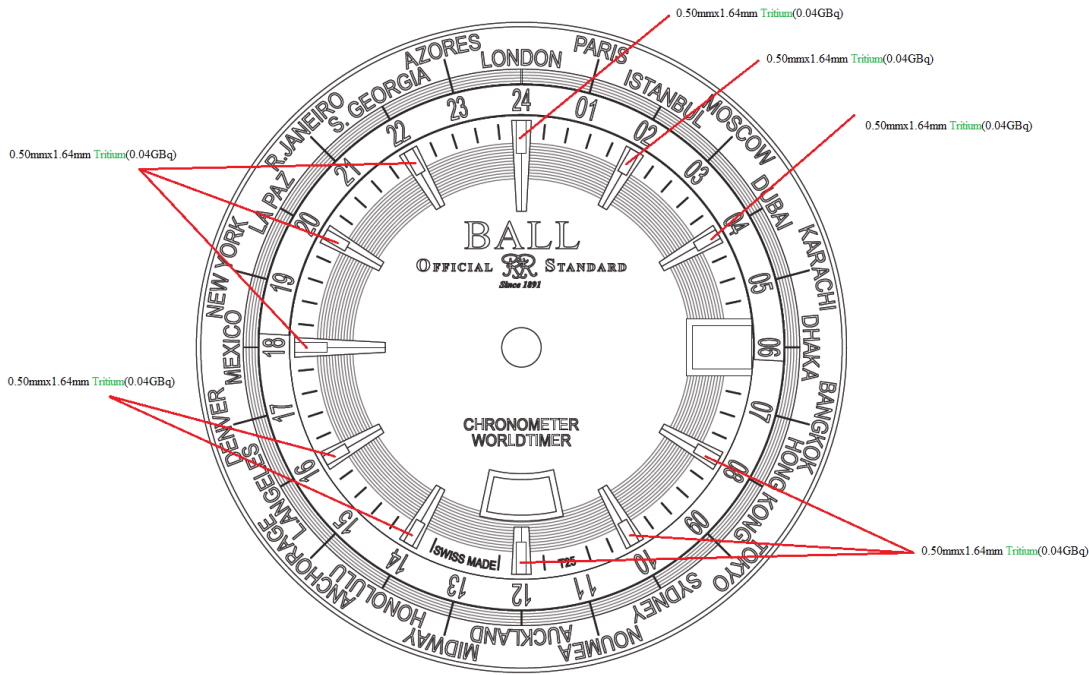 0.50mmx1.64mm Tritium(0.04GBq)
0.50mmx1.64mm Tritium(0.04GBq)
0.50mmx1.64mm Tritium(0.04GBq)
0.50mmx1.64mm Tritium(0.04GBq)
0.50mmx1.64mm Tritium(0.04GBq)
0.50mmx1.64mm Tritium(0.04GBq)
LONDON
PARIS
ISTANBUL
MOSCOW
DUBAI
KARACHI
DHAKA
BANGKOK
HONG KONG
TOKYO
SYDNEY
NOUMEA
AUCKLAND
MIDWAY
HONOLULU
ANCHORAGE
L.ANGELES
DENVER
MEXICO
NEW YORK
LA PAZ
R.JANEIRO
S. GEORGIA
AZORES
24
01
02
03
04
05
06
07
08
09
10
11
12
13
14
15
16
17
18
19
20
21
22
23
BALL
OFFICIAL RR STANDARD
Since 1891
CHRONOMETER
WORLDTIMER
SWISS MADE
T25